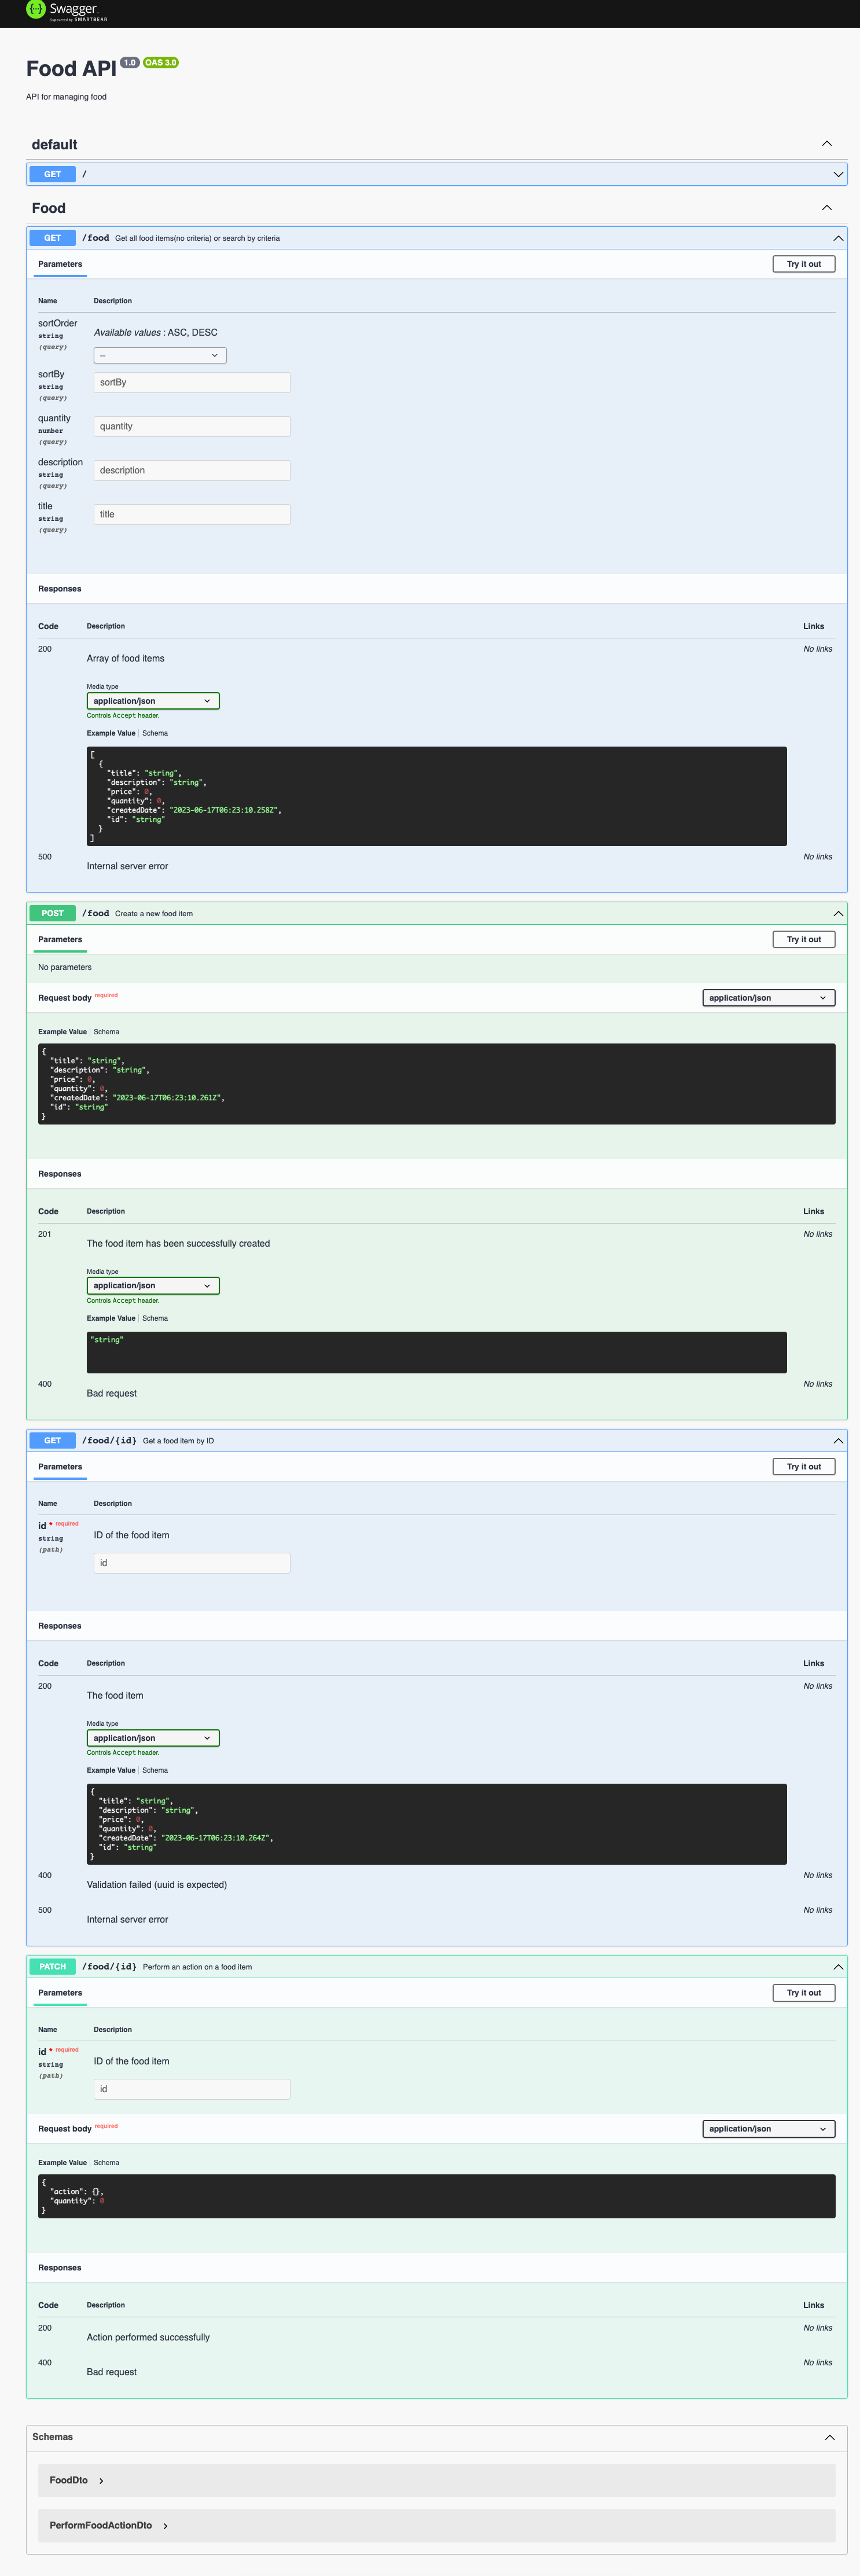 Swagger
Supported by SMARTBEAR
Food API 1.0 OAS 3.0
API for managing food
default
GET /
Food
GET /food Get all food items(no criteria) or search by criteria
Parameters Try it out
Name Description
sortOrder
string
(query)
Available values : ASC, DESC
--
sortBy
string
(query)
sortBy
quantity
number
(query)
quantity
description
string
(query)
description
title
string
(query)
title
Responses
Code Description Links
200 No links
Array of food items
Media type
application/json
Controls Accept header.
Example Value Schema
[
{
"title": "string",
"description": "string",
"price": 0,
"quantity": 0,
"createdDate": "2023-06-17T06:23:10.258Z",
"id": "string"
}
]
500 No links
Internal server error
POST /food Create a new food item
Parameters Try it out
No parameters
Request body required application/json
Example Value Schema
{
"title": "string",
"description": "string",
"price": 0,
"quantity": 0,
"createdDate": "2023-06-17T06:23:10.261Z",
"id": "string"
}
Responses
Code Description Links
201 No links
The food item has been successfully created
Media type
application/json
Controls Accept header.
Example Value Schema
"string"
400 No links
Bad request
GET /food/{id} Get a food item by ID
Parameters Try it out
Name Description
id * required
string
(path)
ID of the food item
id
Responses
Code Description Links
200 No links
The food item
Media type
application/json
Controls Accept header.
Example Value Schema
{
"title": "string",
"description": "string",
"price": 0,
"quantity": 0,
"createdDate": "2023-06-17T06:23:10.264Z",
"id": "string"
}
400 No links
Validation failed (uuid is expected)
500 No links
Internal server error
PATCH /food/{id} Perform an action on a food item
Parameters Try it out
Name Description
id * required
string
(path)
ID of the food item
id
Request body required application/json
Example Value Schema
{
"action": {},
"quantity": 0
}
Responses
Code Description Links
200 No links
Action performed successfully
400 No links
Bad request
Schemas
FoodDto
PerformFoodActionDto